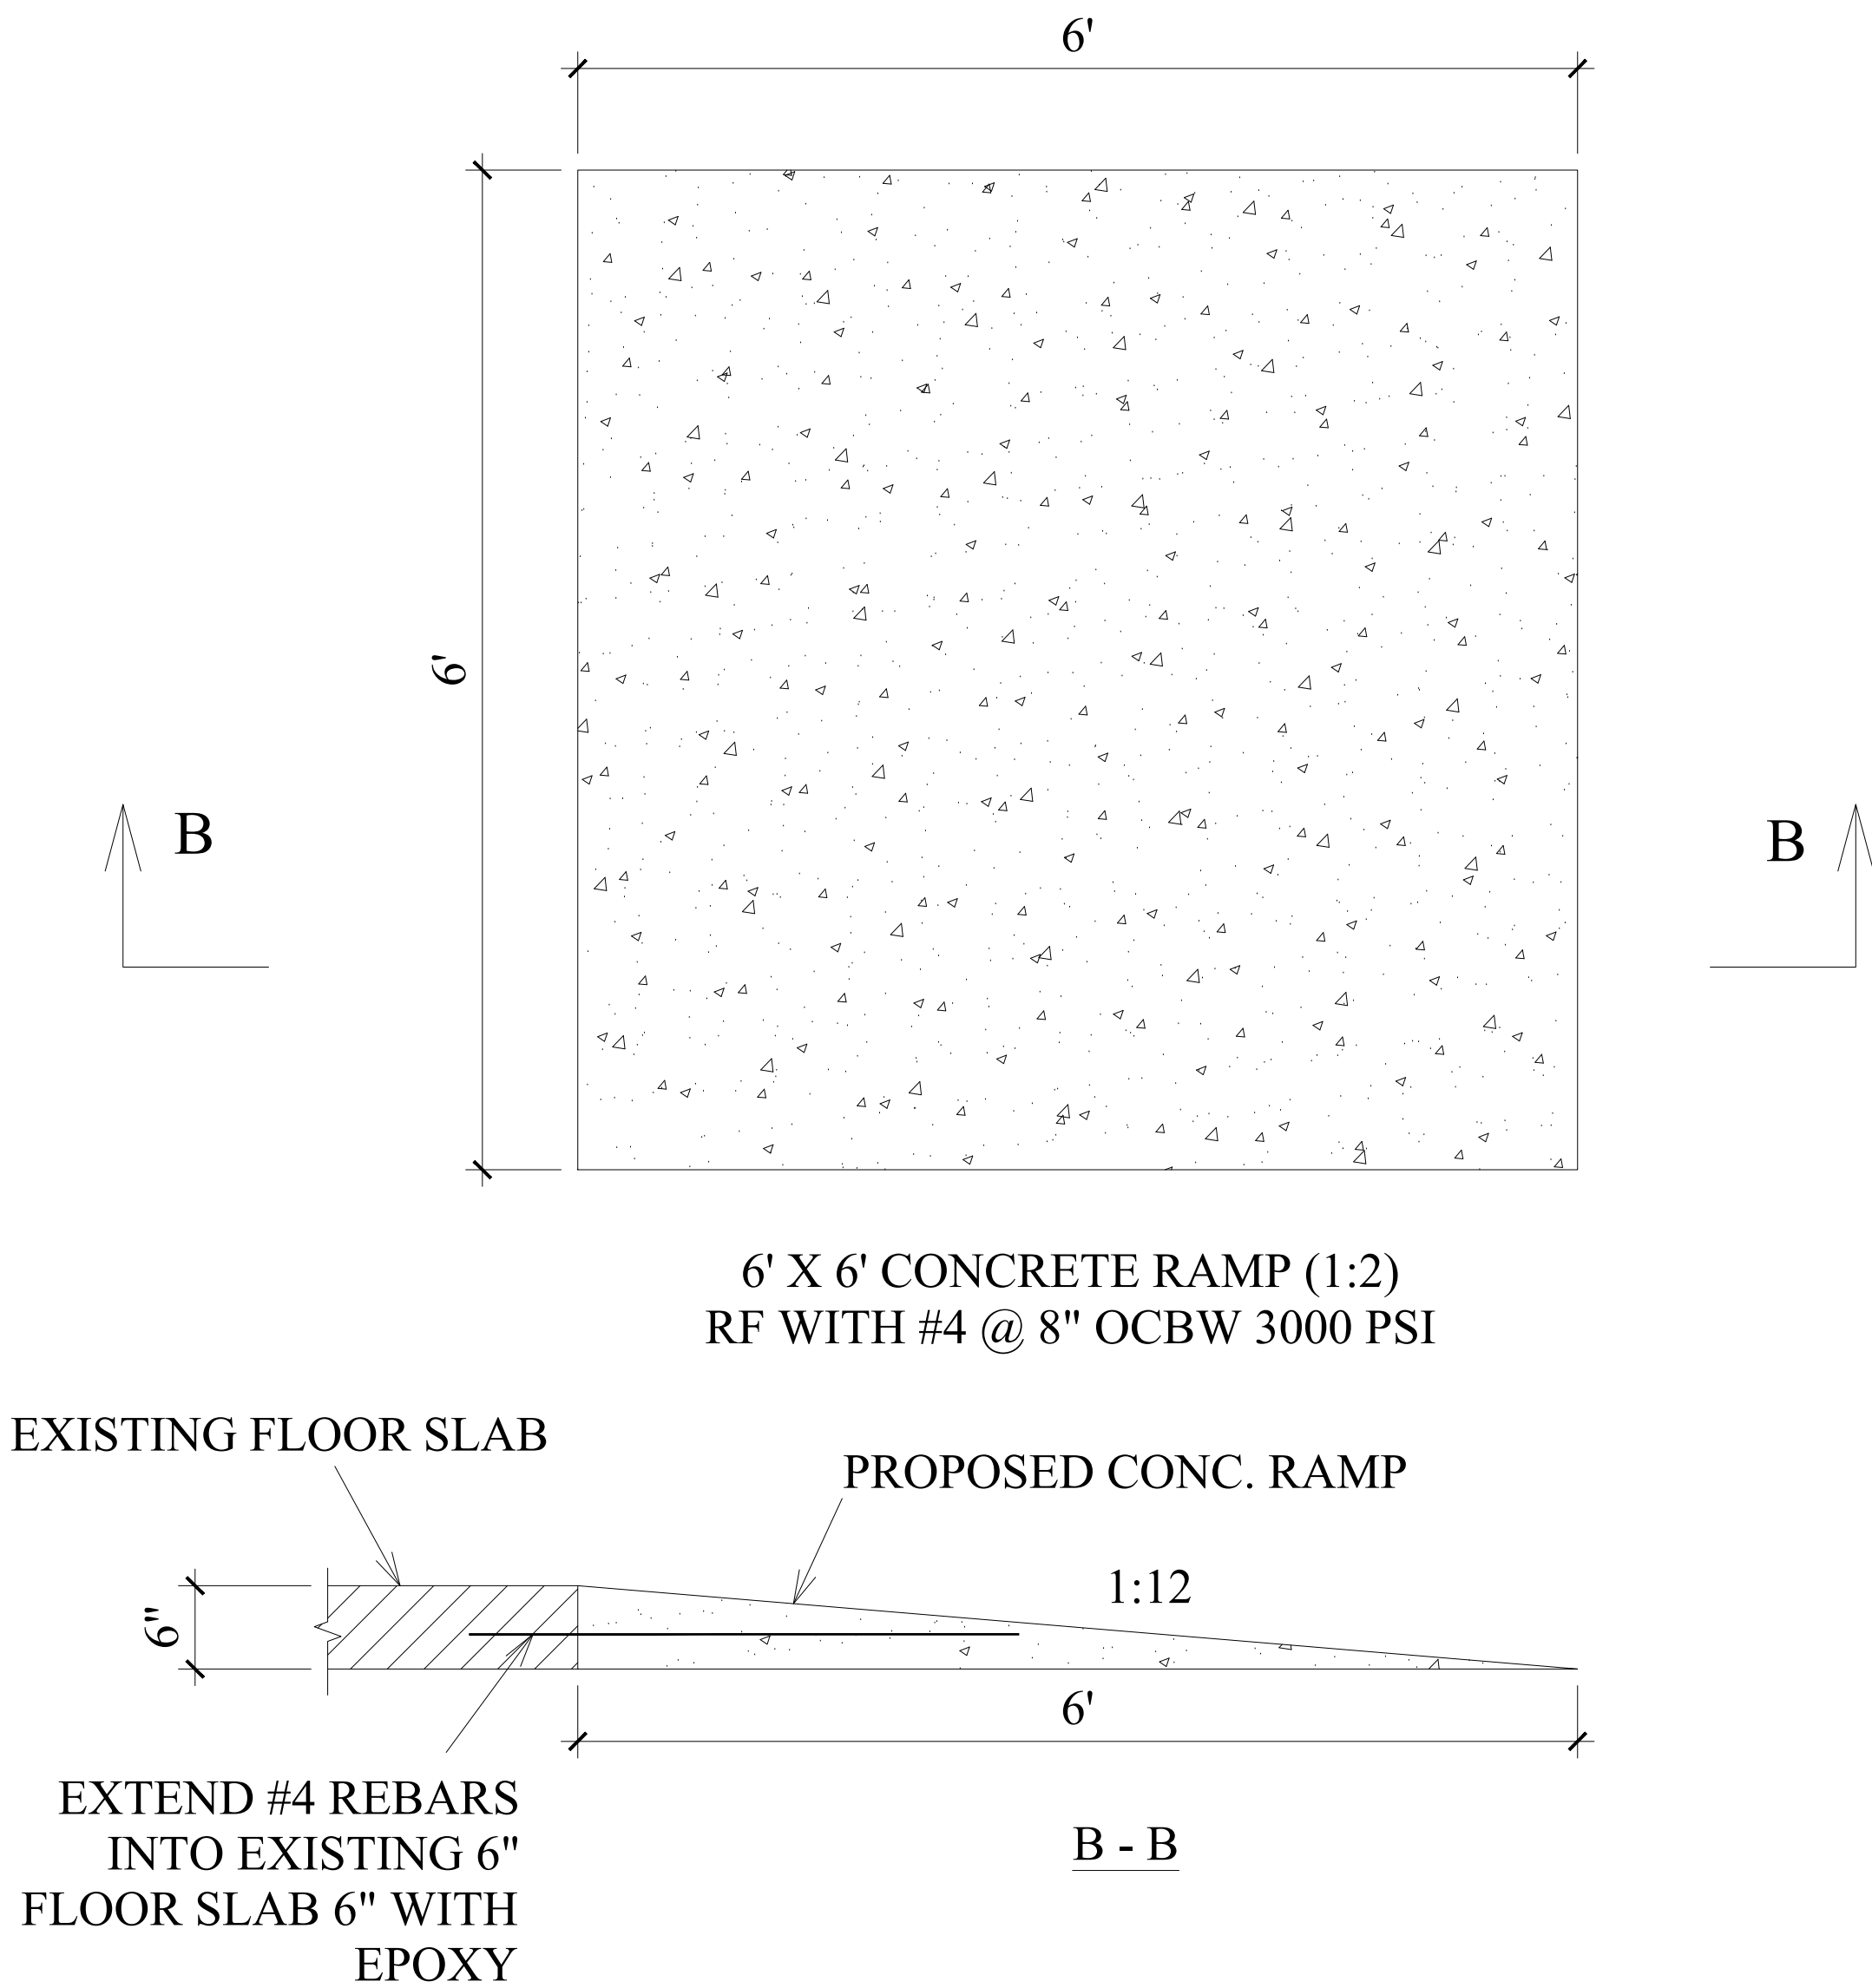 6'
6'
B
B
6' X 6' CONCRETE RAMP (1:2)
RF WITH #4 @ 8" OCBW 3000 PSI
EXISTING FLOOR SLAB
PROPOSED CONC. RAMP
1:12
6"
6'
EXTEND #4 REBARS
INTO EXISTING 6"
FLOOR SLAB 6" WITH
EPOXY
B - B